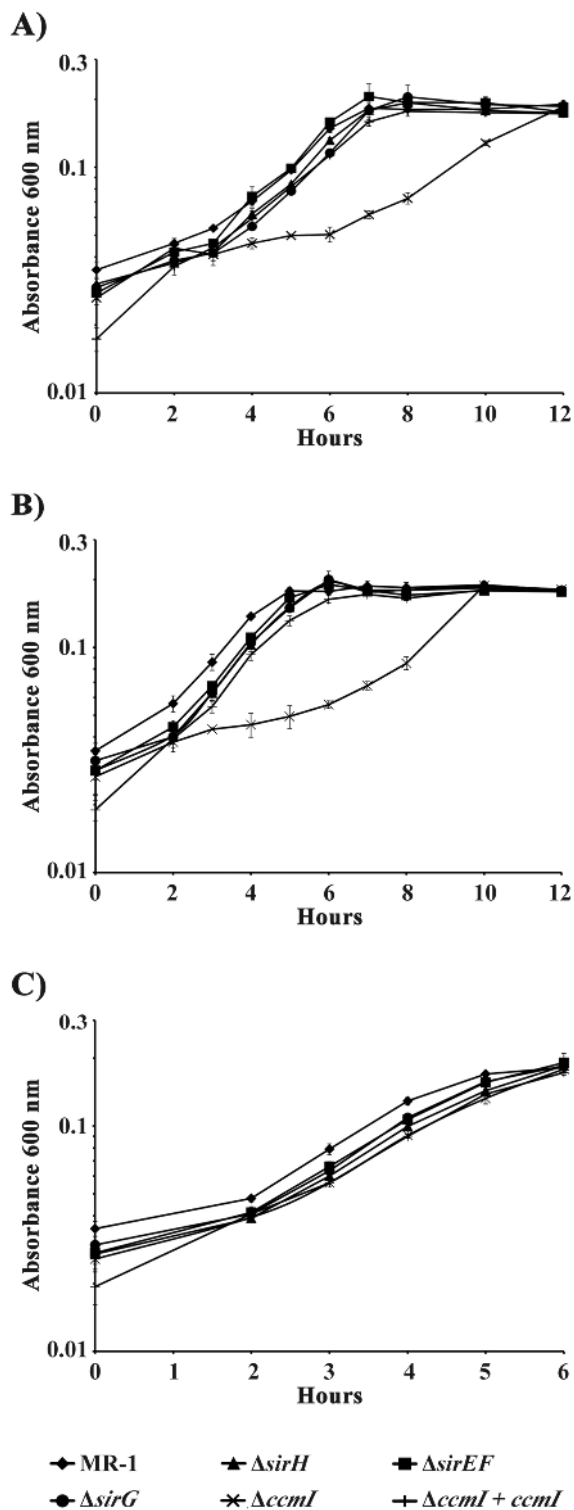 A)
0.3
0.1
0.01
Absorbance 600 nm
0 2 4 6 8 10 12
Hours
B)
0.3
0.1
0.01
Absorbance 600 nm
0 2 4 6 8 10 12
Hours
C)
0.3
0.1
0.01
Absorbance 600 nm
0 1 2 3 4 5 6
Hours
MR-1 ΔsirH ΔsirEF
ΔsirG ΔccmI ΔccmI + ccmI